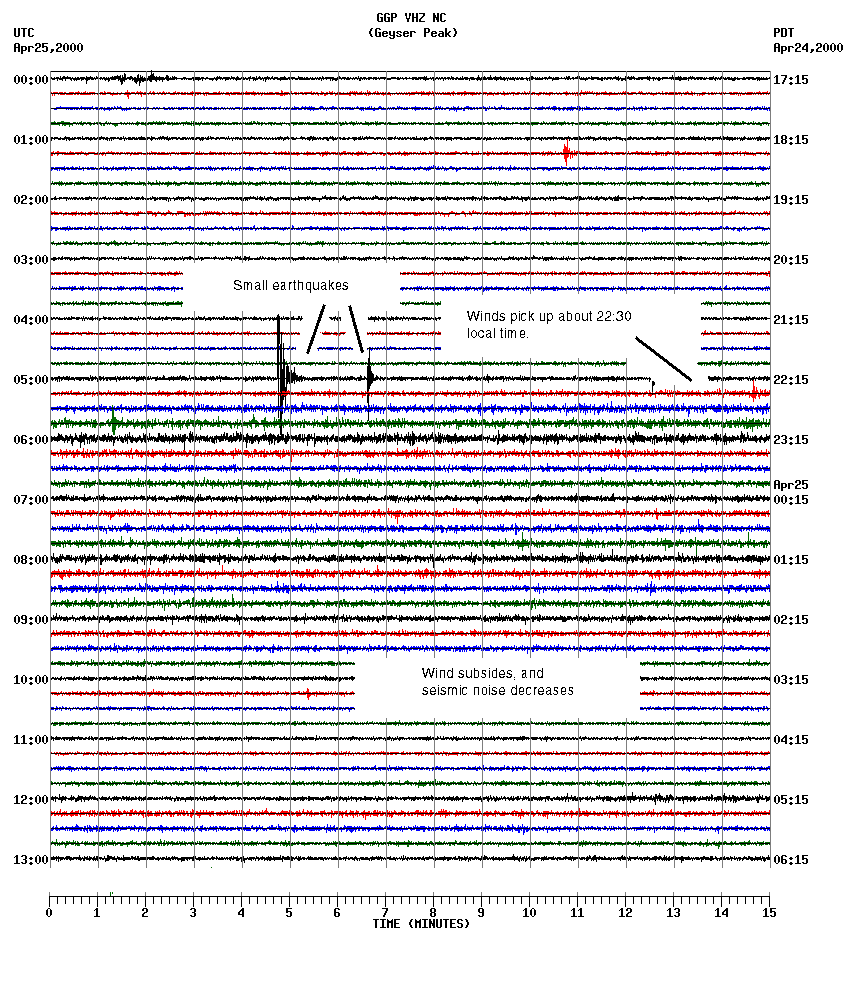 GGP VHZ NC
UTC (Geyser Peak) PDT
Apr25,2000 Apr24,2000
00:00 17:15
01:00 18:15
02:00 19:15
03:00 20:15
Small earthquakes
04:00 Winds pick up about 22:30 21:15
local time.
05:00 22:15
06:00 23:15
Apr25
07:00 00:15
08:00 01:15
09:00 02:15
Wind subsides, and
10:00 03:15
seismic noise decreases
11:00 04:15
12:00 05:15
13:00 06:15
0 1 2 3 4 5 6 7 8 9 10 11 12 13 14 15
TIME (MINUTES)